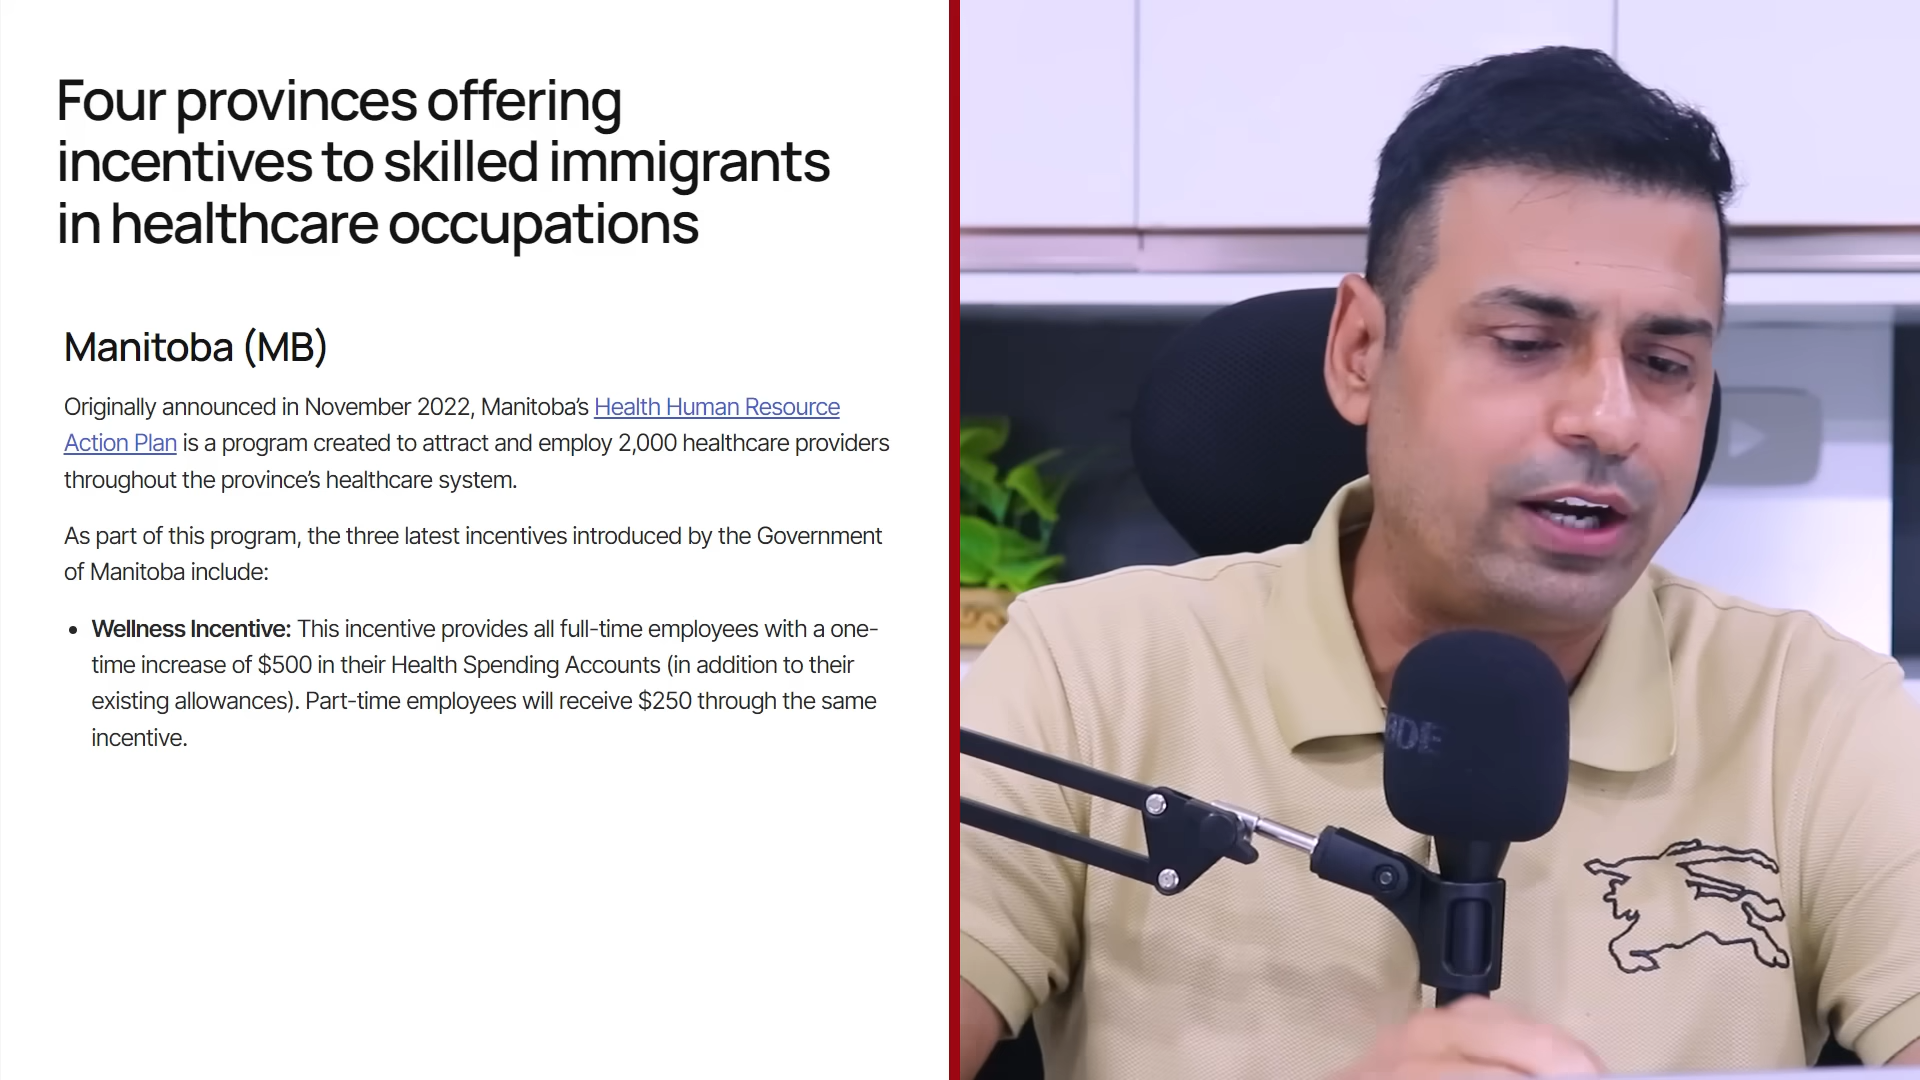 Four provinces offering
incentives to skilled immigrants
in healthcare occupations
Manitoba (MB)
Originally announced in November 2022, Manitoba’s Health Human Resource
Action Plan is a program created to attract and employ 2,000 healthcare providers
throughout the province’s healthcare system.
As part of this program, the three latest incentives introduced by the Government
of Manitoba include:
• Wellness Incentive: This incentive provides all full-time employees with a one-
time increase of $500 in their Health Spending Accounts (in addition to their
existing allowances). Part-time employees will receive $250 through the same
incentive.